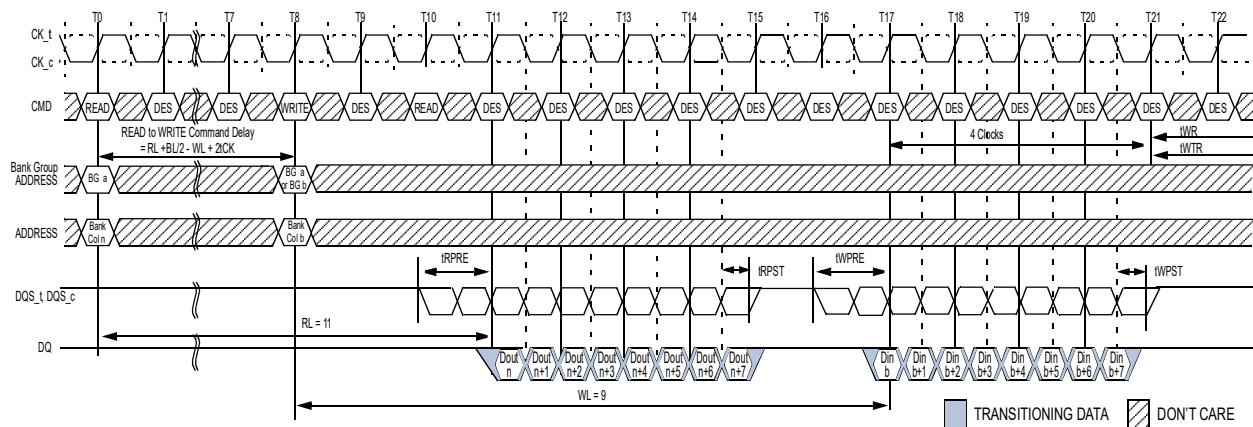 T0 T1 T7 T8 T9 T10 T11 T12 T13 T14 T15 T16 T17 T18 T19 T20 T21 T22
CK_t
CK_c
CMD READ DES DES WRITE DES READ DES DES DES DES DES DES DES DES DES DES DES DES
READ to WRITE Command Delay
= RL +BL/2 - WL + 2tCK
4 Clocks
tWR
tWTR
Bank Group
ADDRESS
BG a
BG a
or BG b
ADDRESS
Bank
Col n
Bank
Col b
tRPRE tRPST tWPRE tWPST
DQS_t, DQS_c
RL = 11
DQ
Dout Dout Dout Dout Dout Dout Dout Dout Din Din Din Din Din Din Din Din
n n+1 n+2 n+3 n+4 n+5 n+6 n+7 b b+1 b+2 b+3 b+4 b+5 b+6 b+7
WL = 9
TRANSITIONING DATA DON'T CARE